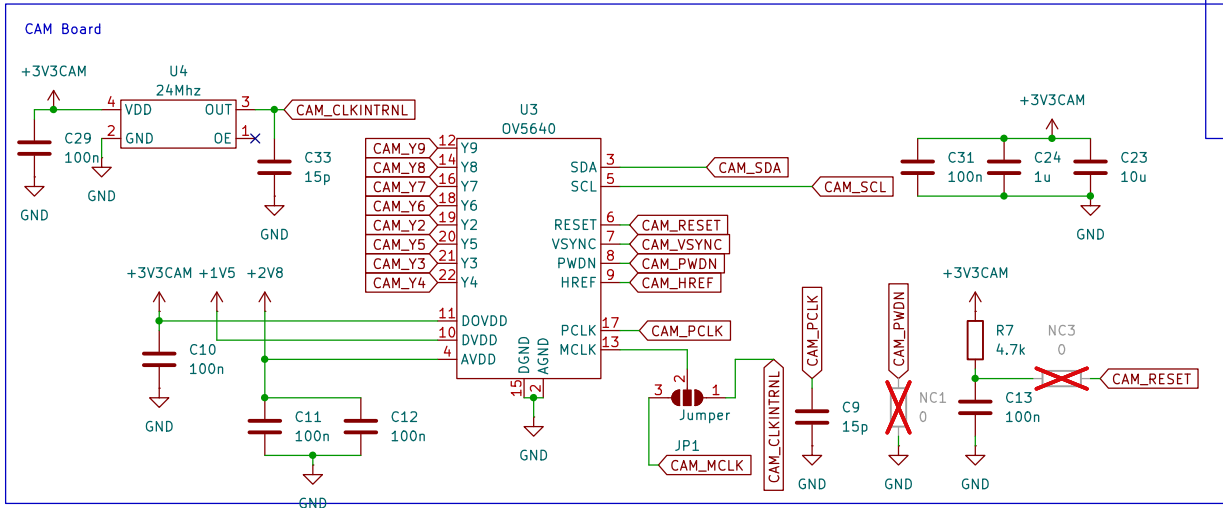 CAM Board
+3V3CAM
U4
24Mhz
4 VDD OUT 3
2 GND OE 1
CAM_CLKINTRNL
C29
100n
GND
GND
C33
15p
GND
U3
OV5640
CAM_Y9 12 Y9
CAM_Y8 14 Y8
CAM_Y7 16 Y7
CAM_Y6 18 Y6
CAM_Y2 19 Y2
CAM_Y5 20 Y5
CAM_Y3 21 Y3
CAM_Y4 22 Y4
11 DOVDD
10 DVDD
4 AVDD
SDA 3 CAM_SDA
SCL 5 CAM_SCL
RESET 6 CAM_RESET
VSYNC 7 CAM_VSYNC
PWDN 8 CAM_PWDN
HREF 9 CAM_HREF
PCLK 17 CAM_PCLK
MCLK 13
DGND
15
AGND
2
GND
+3V3CAM
+1V5
+2V8
C10
100n
GND
C11
100n
C12
100n
GND
3
2
1
Jumper
JP1
CAM_MCLK
CAM_CLKINTRNL
+3V3CAM
C31
100n
C24
1u
C23
10u
GND
CAM_PCLK
C9
15p
GND
CAM_PWDN
NC1
0
GND
+3V3CAM
R7
4.7k
NC3
0
CAM_RESET
C13
100n
GND